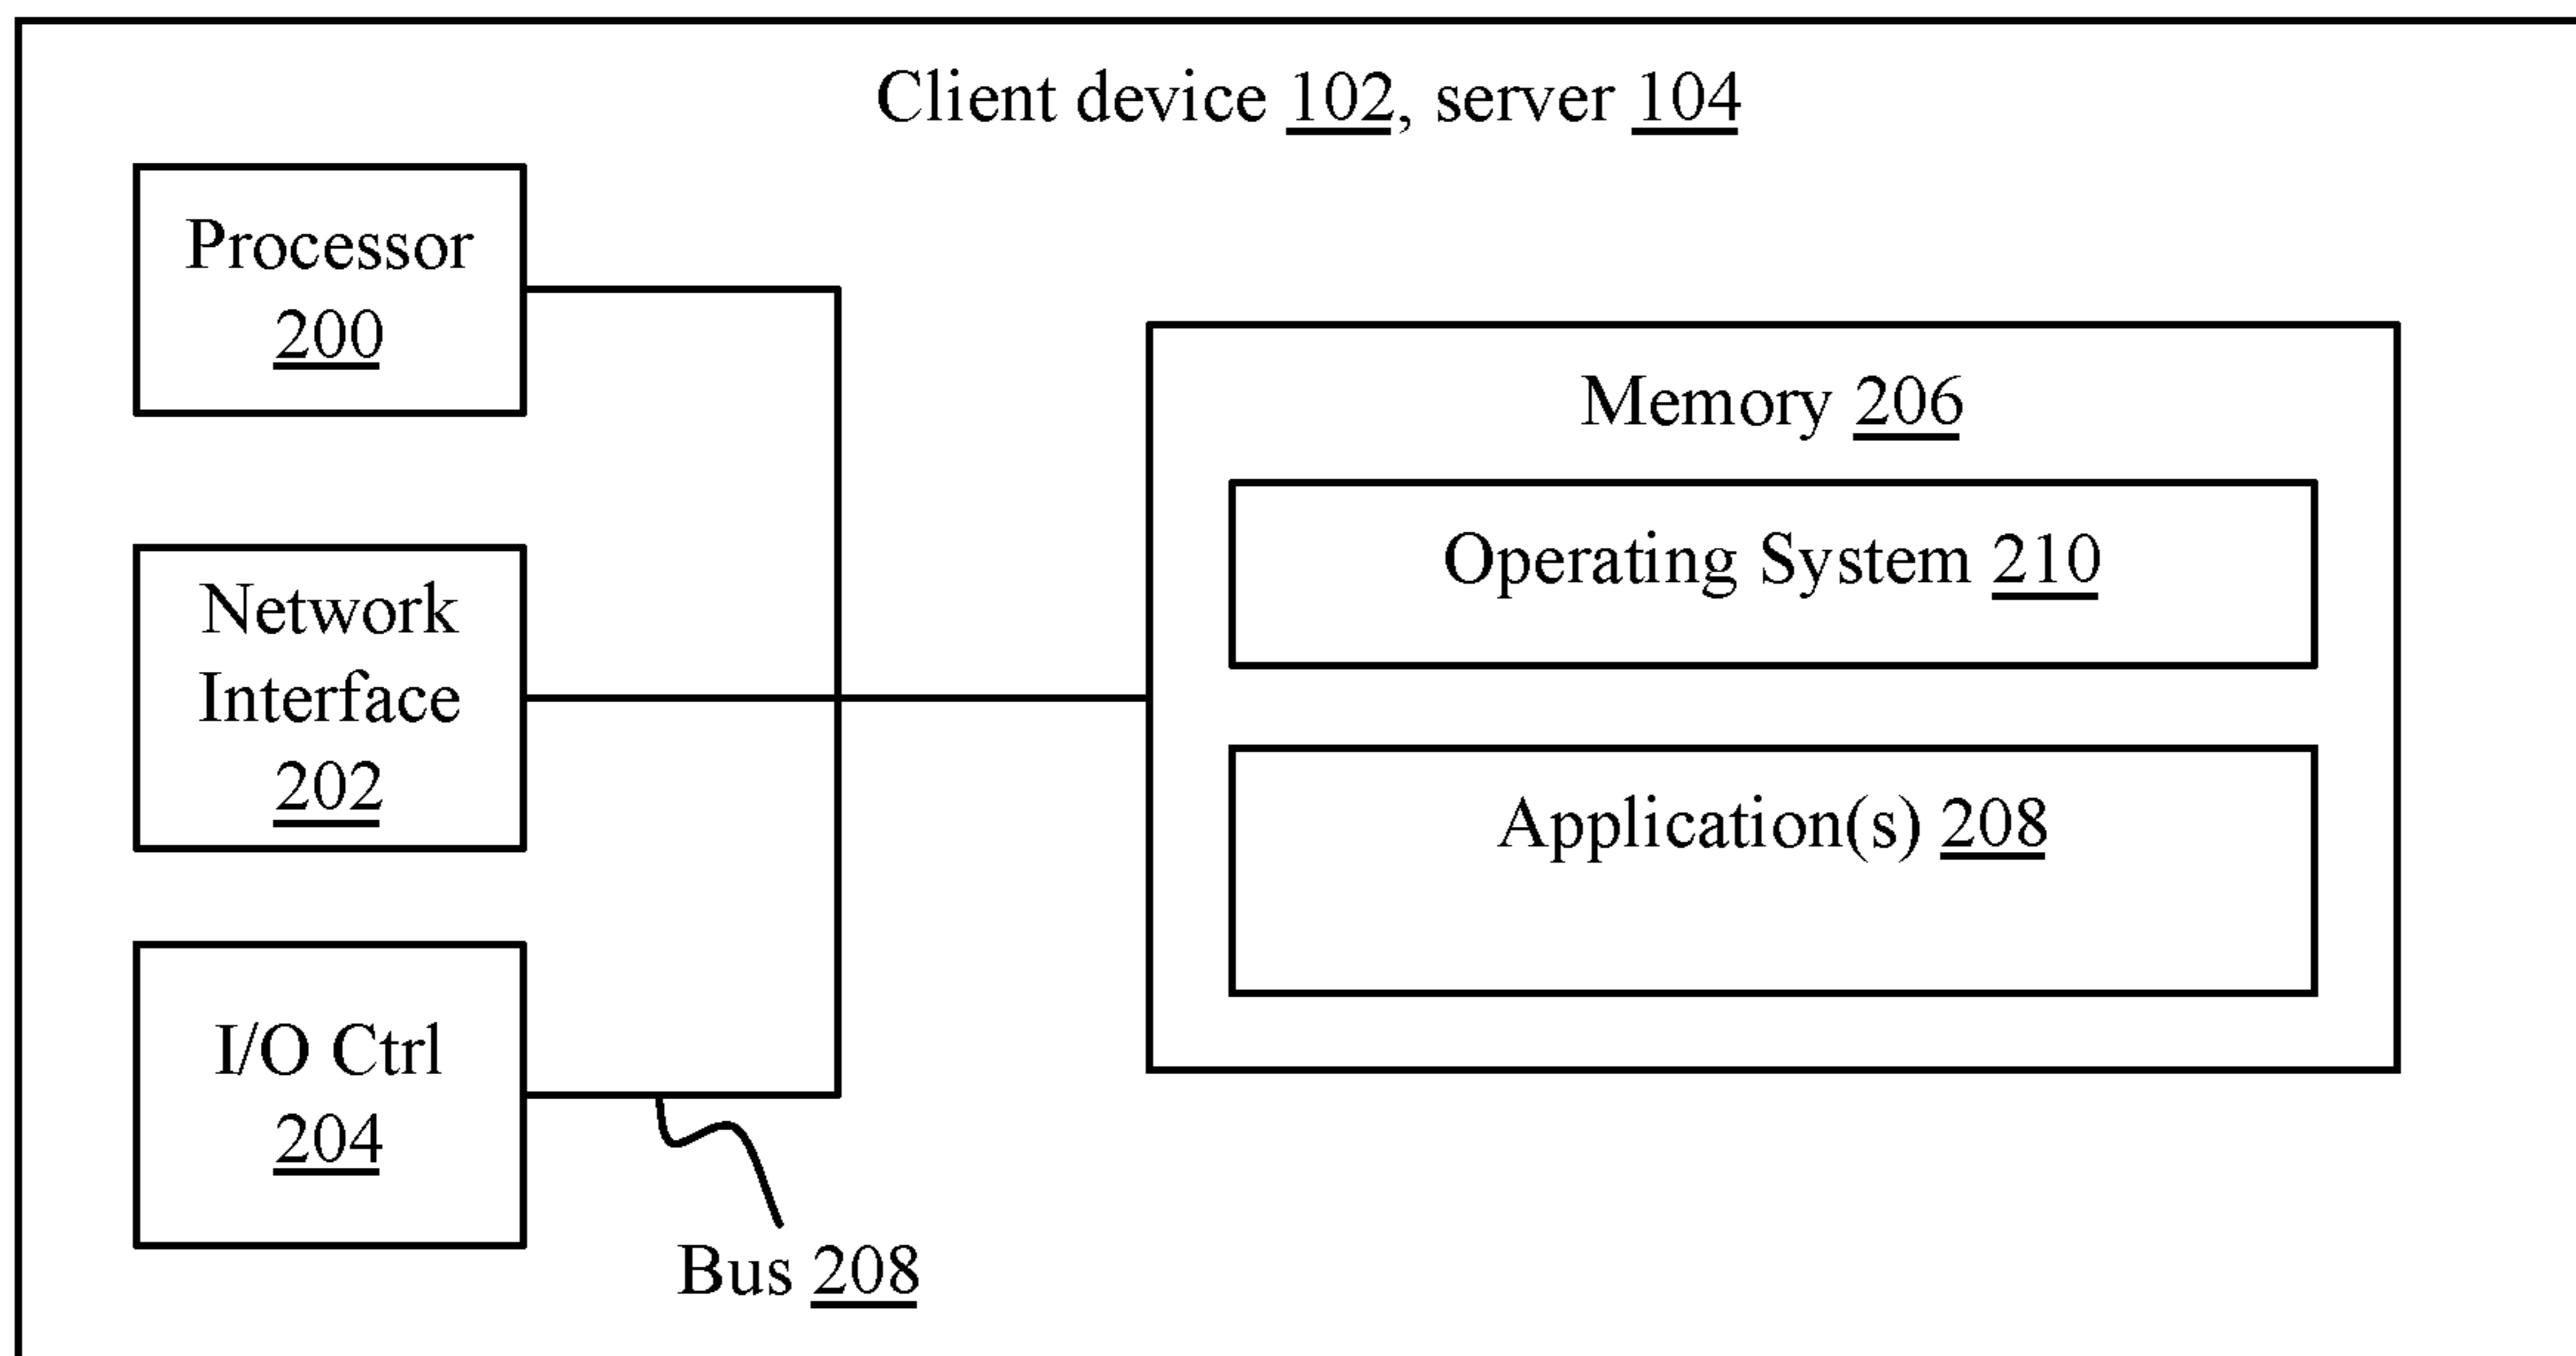 Client device 102, server 104
Processor
200
Network
Interface
202
I/O Ctrl
204
Bus 208
Memory 206
Operating System 210
Application(s) 208